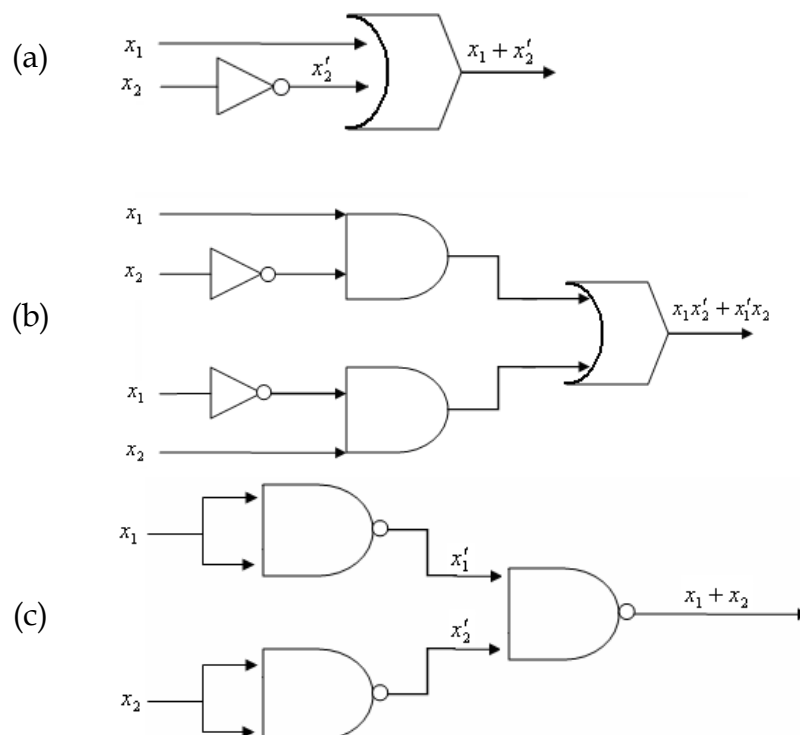 (a)
x₁
x₂
x₂′
x₁ + x₂′
(b)
x₁
x₂
x₁
x₂
x₁x₂′ + x₁′x₂
(c)
x₁
x₁′
x₂
x₂′
x₁ + x₂